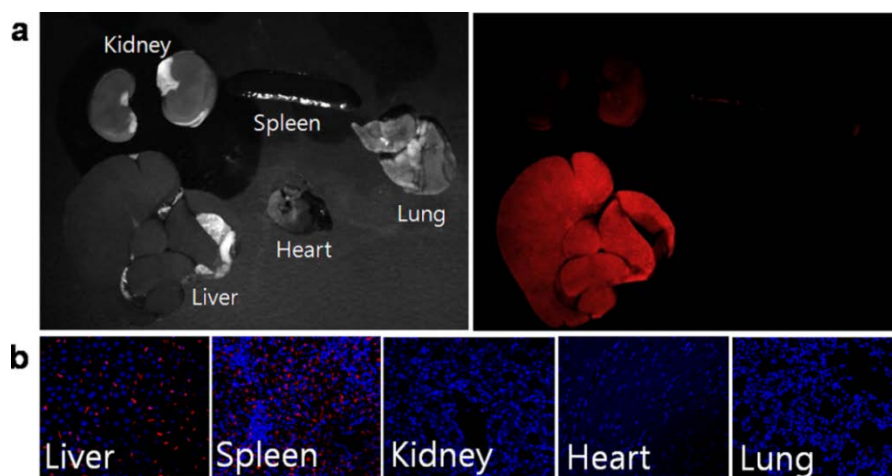 a
Kidney
Spleen
Lung
Heart
Liver
b
Liver
Spleen
Kidney
Heart
Lung